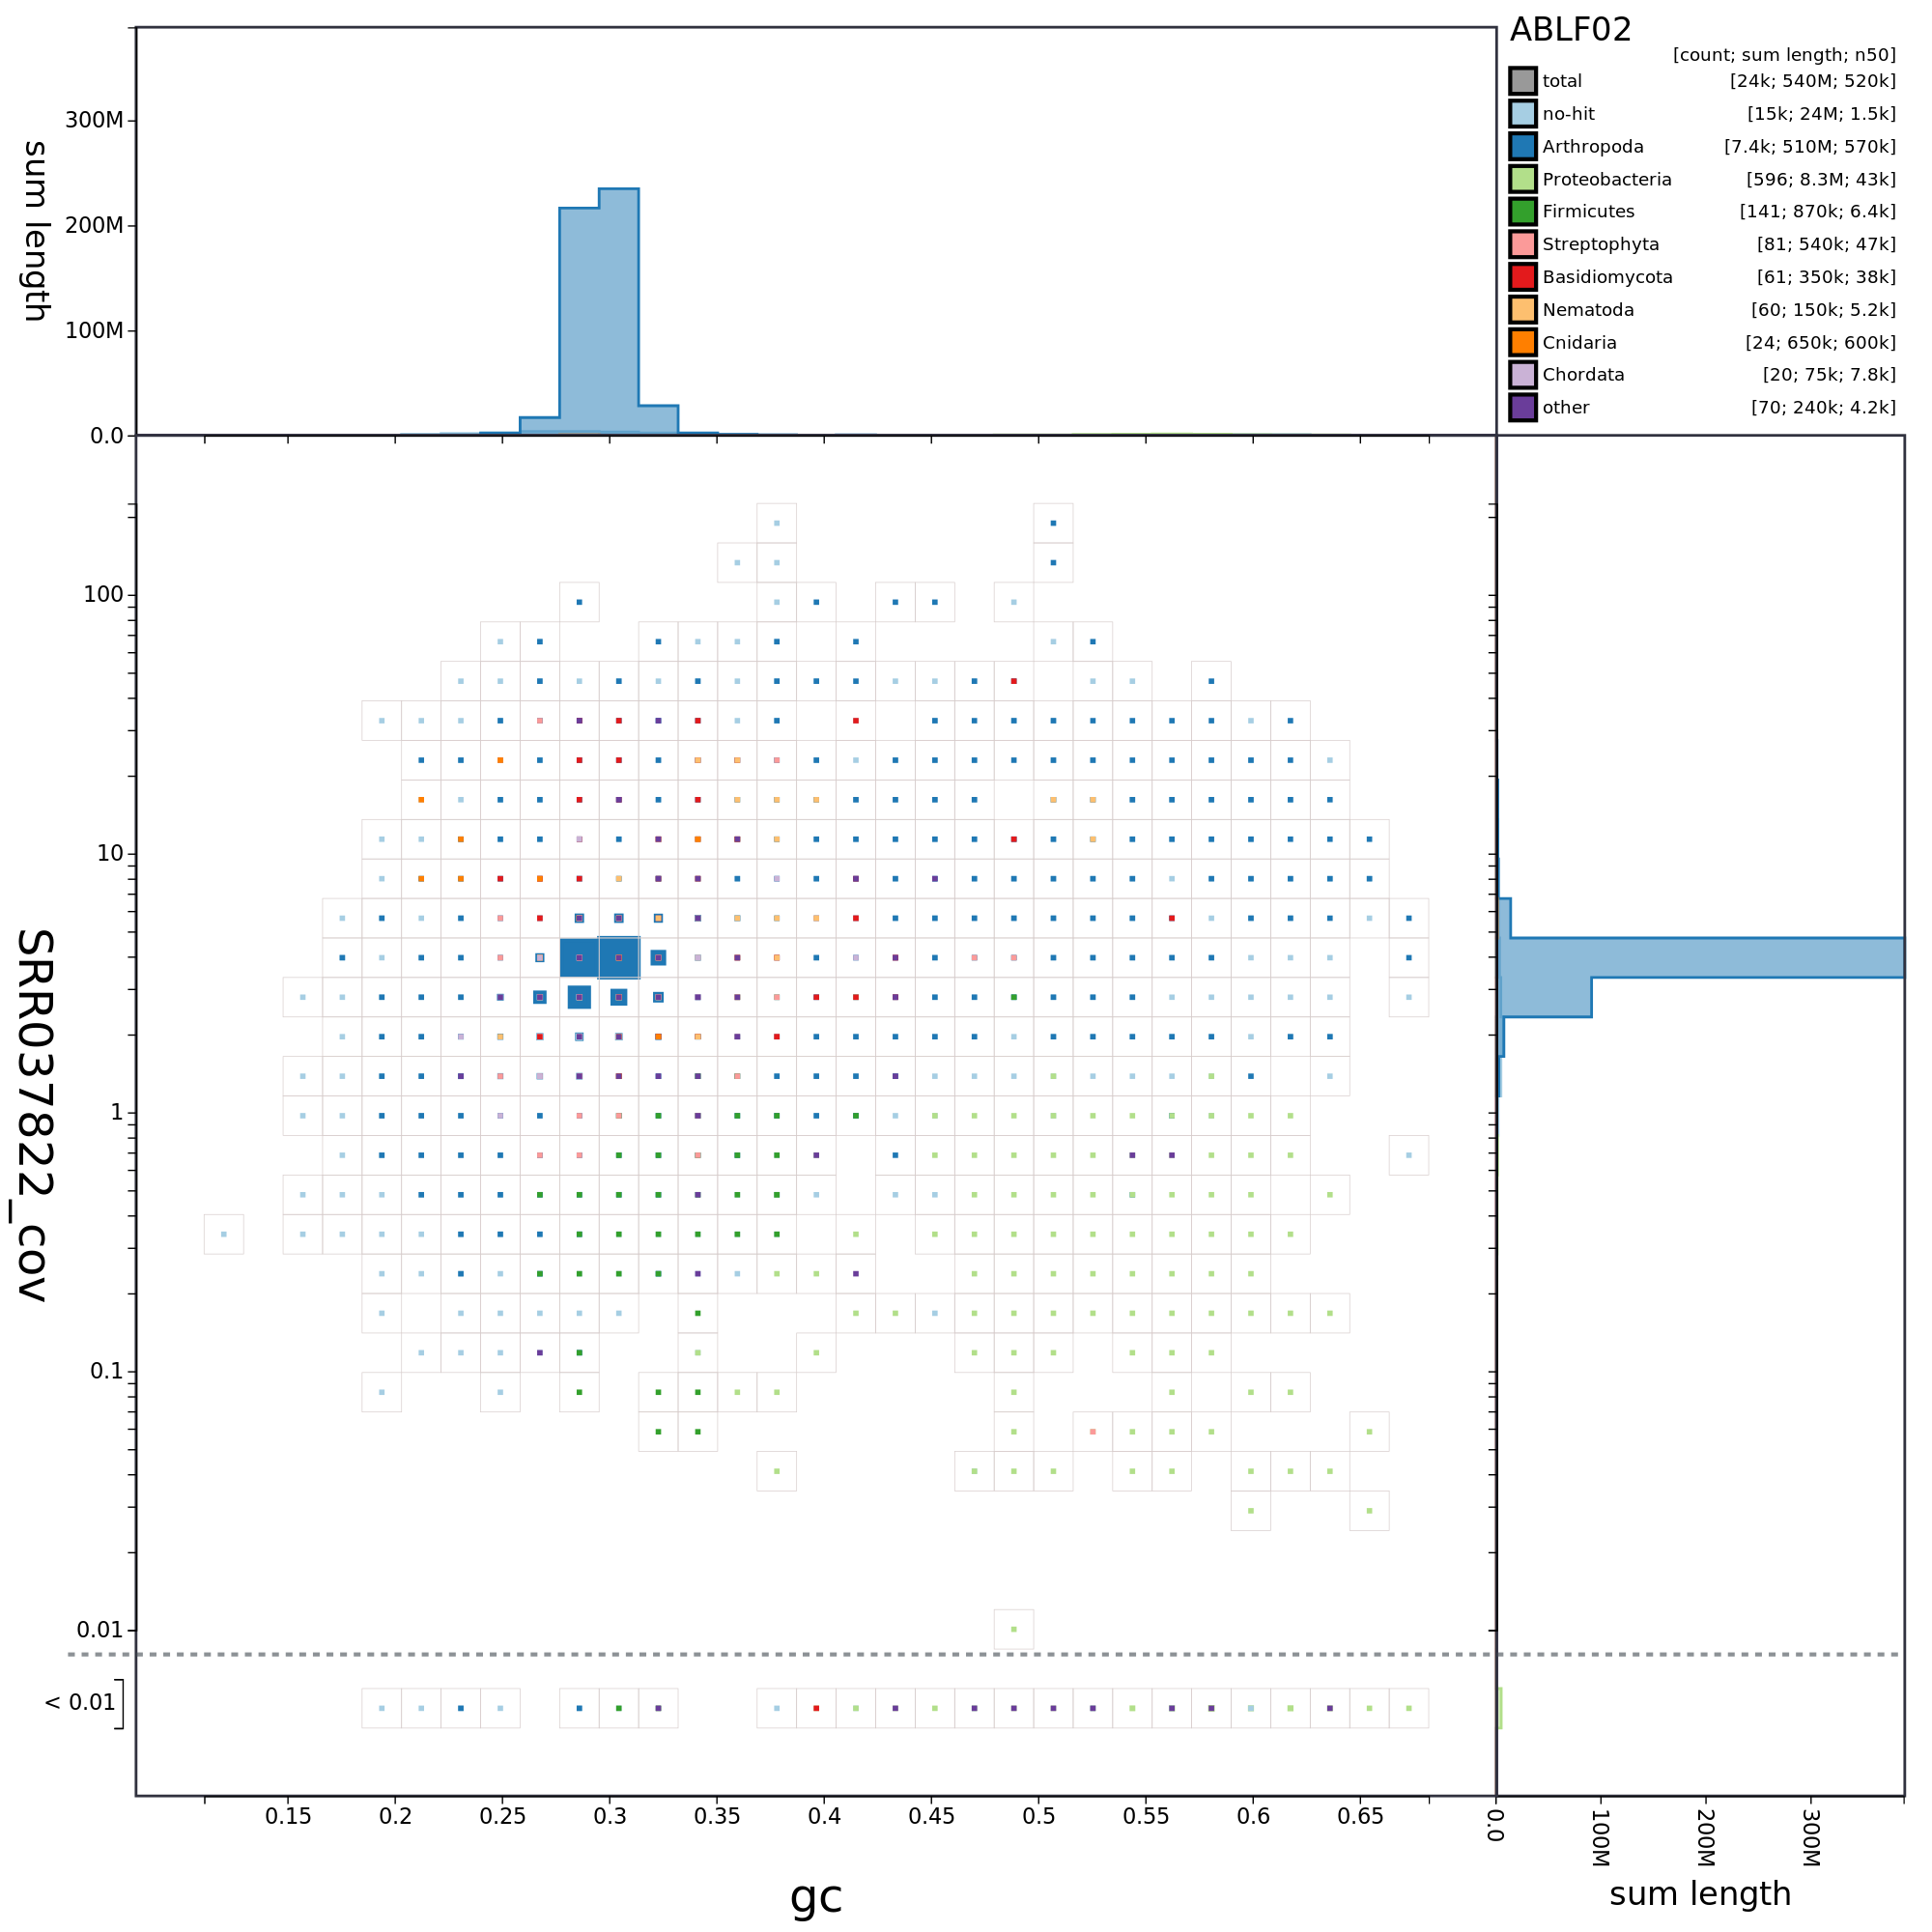 ABLF02
[count; sum length; n50]
total [24k; 540M; 520k]
no-hit [15k; 24M; 1.5k]
Arthropoda [7.4k; 510M; 570k]
Proteobacteria [596; 8.3M; 43k]
Firmicutes [141; 870k; 6.4k]
Streptophyta [81; 540k; 47k]
Basidiomycota [61; 350k; 38k]
Nematoda [60; 150k; 5.2k]
Cnidaria [24; 650k; 600k]
Chordata [20; 75k; 7.8k]
other [70; 240k; 4.2k]
sum length
300M
200M
100M
0.0
SRR037822_cov
100
10
1
0.1
0.01
< 0.01
0.15 0.2 0.25 0.3 0.35 0.4 0.45 0.5 0.55 0.6 0.65
gc
0.0 100M 200M 300M
sum length